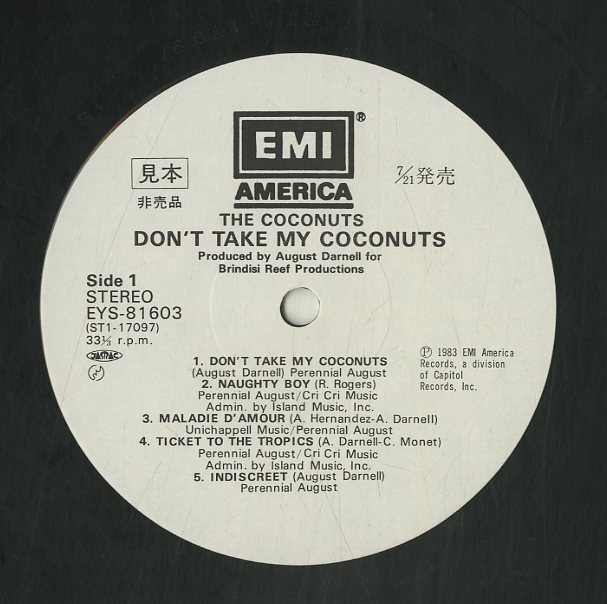 EMI
®
AMERICA
見本
非売品
7/21発売
THE COCONUTS
DON'T TAKE MY COCONUTS
Produced by August Darnell for
Brindisi Reef Productions
Side 1
STEREO
EYS-81603
(ST1-17097)
33⅓ r.p.m.
JASRAC
1. DON'T TAKE MY COCONUTS
(August Darnell) Perennial August
2. NAUGHTY BOY (R. Rogers)
Perennial August/Cri Cri Music
Admin. by Island Music, Inc.
3. MALADIE D'AMOUR (A. Hernandez-A. Darnell)
Unichappell Music/Perennial August
4. TICKET TO THE TROPICS (A. Darnell-C. Monet)
Perennial August/Cri Cri Music
Admin. by Island Music, Inc.
5. INDISCREET (August Darnell)
Perennial August
Ⓟ 1983 EMI America
Records, a division
of Capitol
Records, Inc.